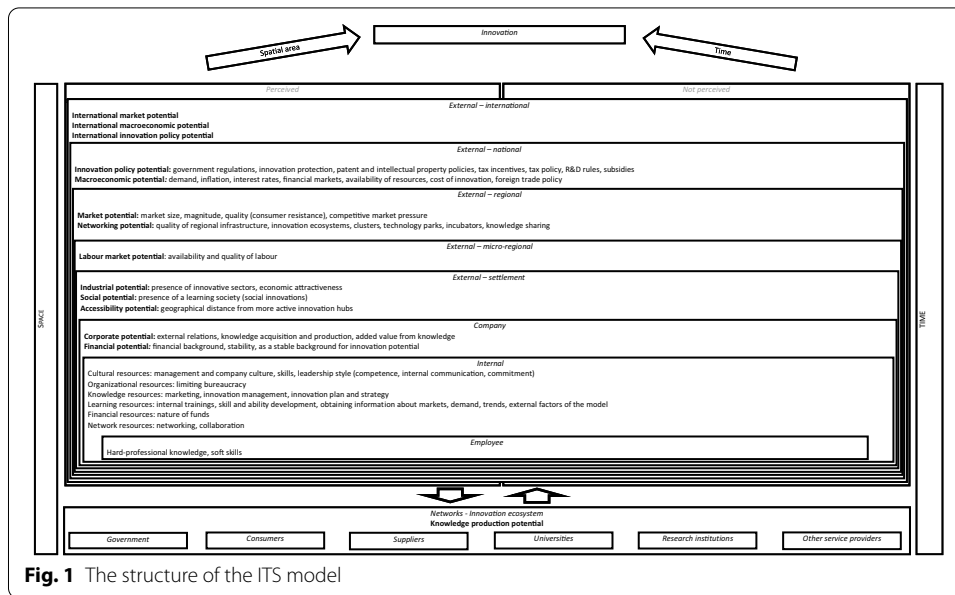 Innovation
Spatial area
Time
Perceived
Not perceived
External – international
International market potential
International macroeconomic potential
International innovation policy potential
External – national
Innovation policy potential: government regulations, innovation protection, patent and intellectual property policies, tax incentives, tax policy, R&D rules, subsidies
Macroeconomic potential: demand, inflation, interest rates, financial markets, availability of resources, cost of innovation, foreign trade policy
External – regional
Market potential: market size, magnitude, quality (consumer resistance), competitive market pressure
Networking potential: quality of regional infrastructure, innovation ecosystems, clusters, technology parks, incubators, knowledge sharing
External – micro-regional
Labour market potential: availability and quality of labour
External – settlement
Industrial potential: presence of innovative sectors, economic attractiveness
Social potential: presence of a learning society (social innovations)
Accessibility potential: geographical distance from more active innovation hubs
SPACE
TIME
Company
Corporate potential: external relations, knowledge acquisition and production, added value from knowledge
Financial potential: financial background, stability, as a stable background for innovation potential
Internal
Cultural resources: management and company culture, skills, leadership style (competence, internal communication, commitment)
Organizational resources: limiting bureaucracy
Knowledge resources: marketing, innovation management, innovation plan and strategy
Learning resources: internal trainings, skill and ability development, obtaining information about markets, demand, trends, external factors of the model
Financial resources: nature of funds
Network resources: networking, collaboration
Employee
Hard-professional knowledge, soft skills
Networks - Innovation ecosystem
Knowledge production potential
Government
Consumers
Suppliers
Universities
Research institutions
Other service providers
Fig. 1 The structure of the ITS model